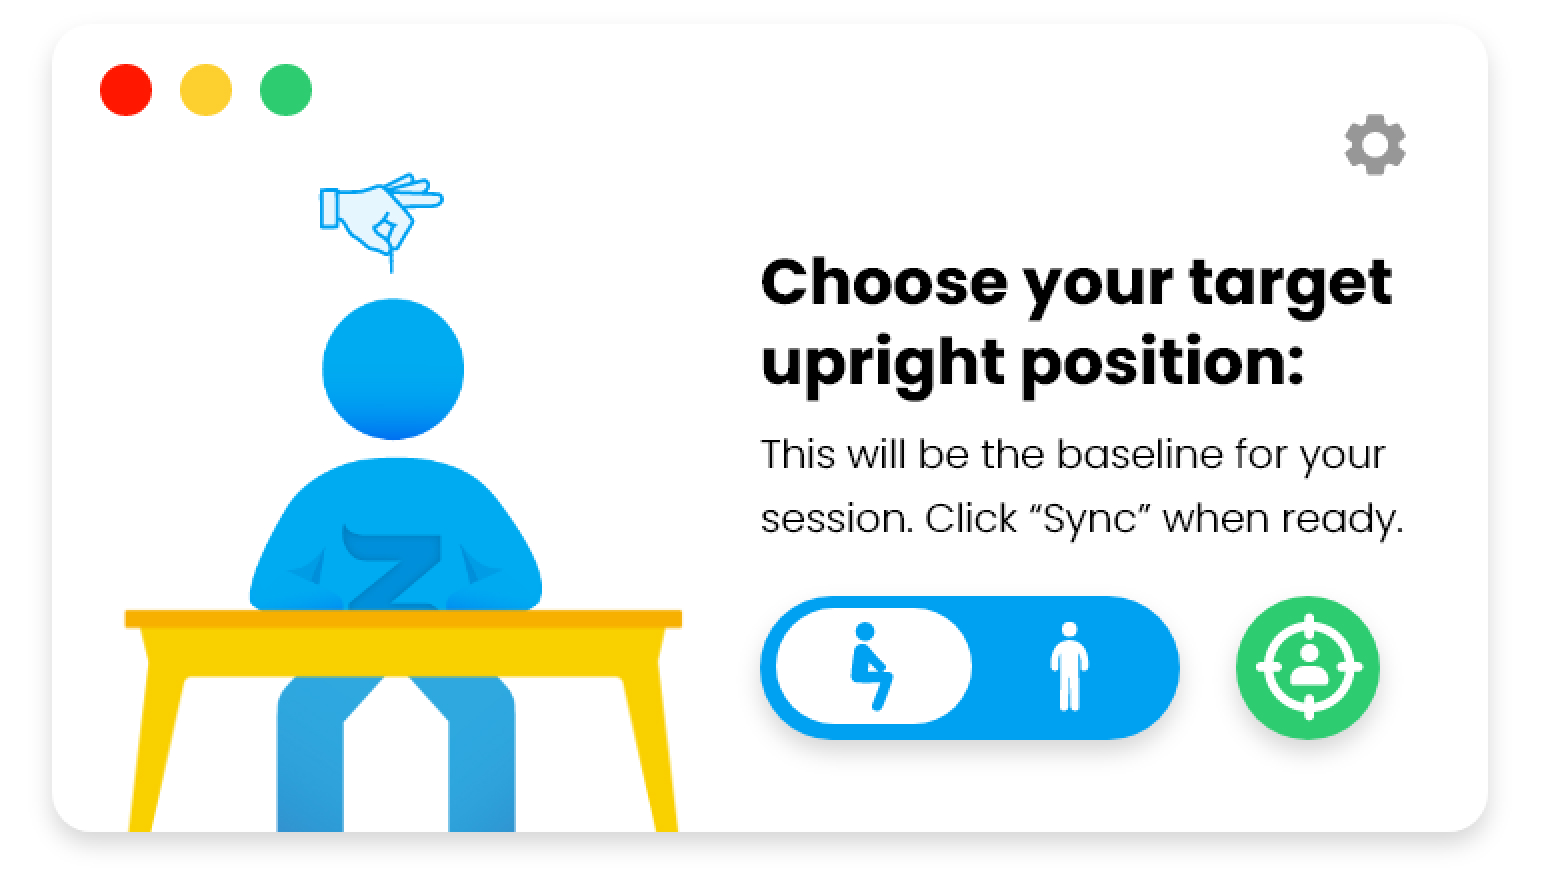 Choose your target
upright position:
This will be the baseline for your
session. Click “Sync” when ready.
Z